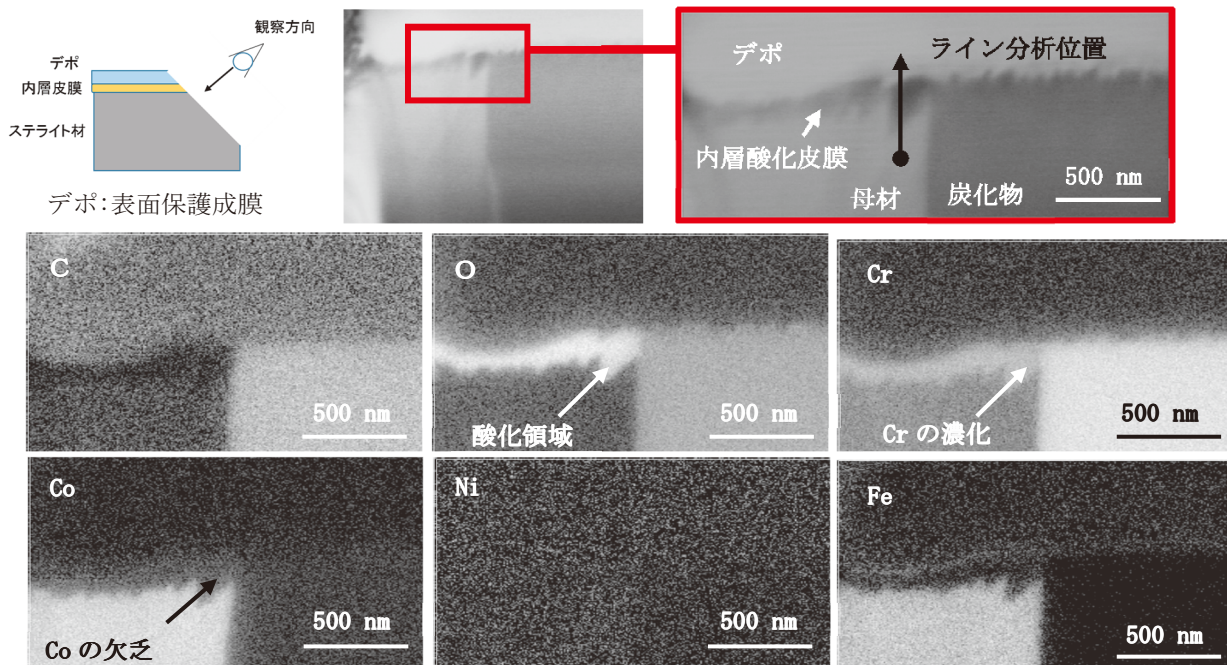 観察方向
デポ
内層皮膜
ステライト材
デポ:表面保護成膜
デポ
ライン分析位置
内層酸化皮膜
母材
炭化物
500 nm
C
500 nm
O
酸化領域
500 nm
Cr
500 nm
Cr の濃化
Co
Co の欠乏
500 nm
Ni
500 nm
Fe
500 nm